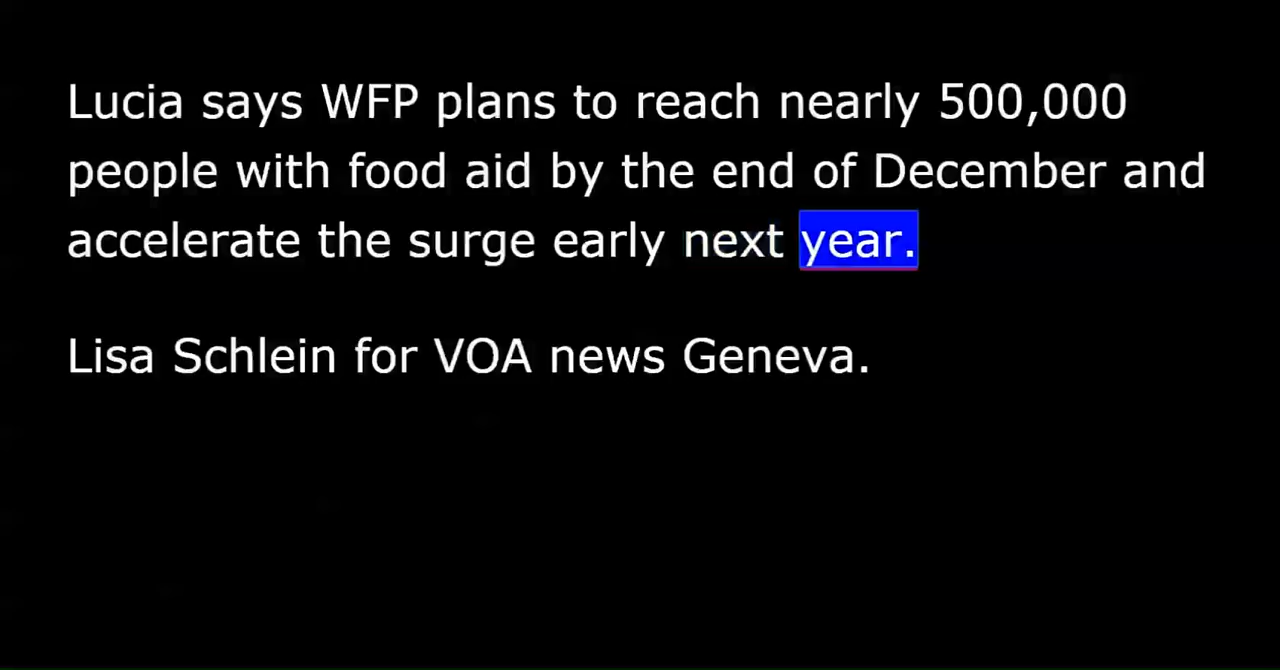 Lucia says WFP plans to reach nearly 500,000
people with food aid by the end of December and
accelerate the surge early next year.
Lisa Schlein for VOA news Geneva.